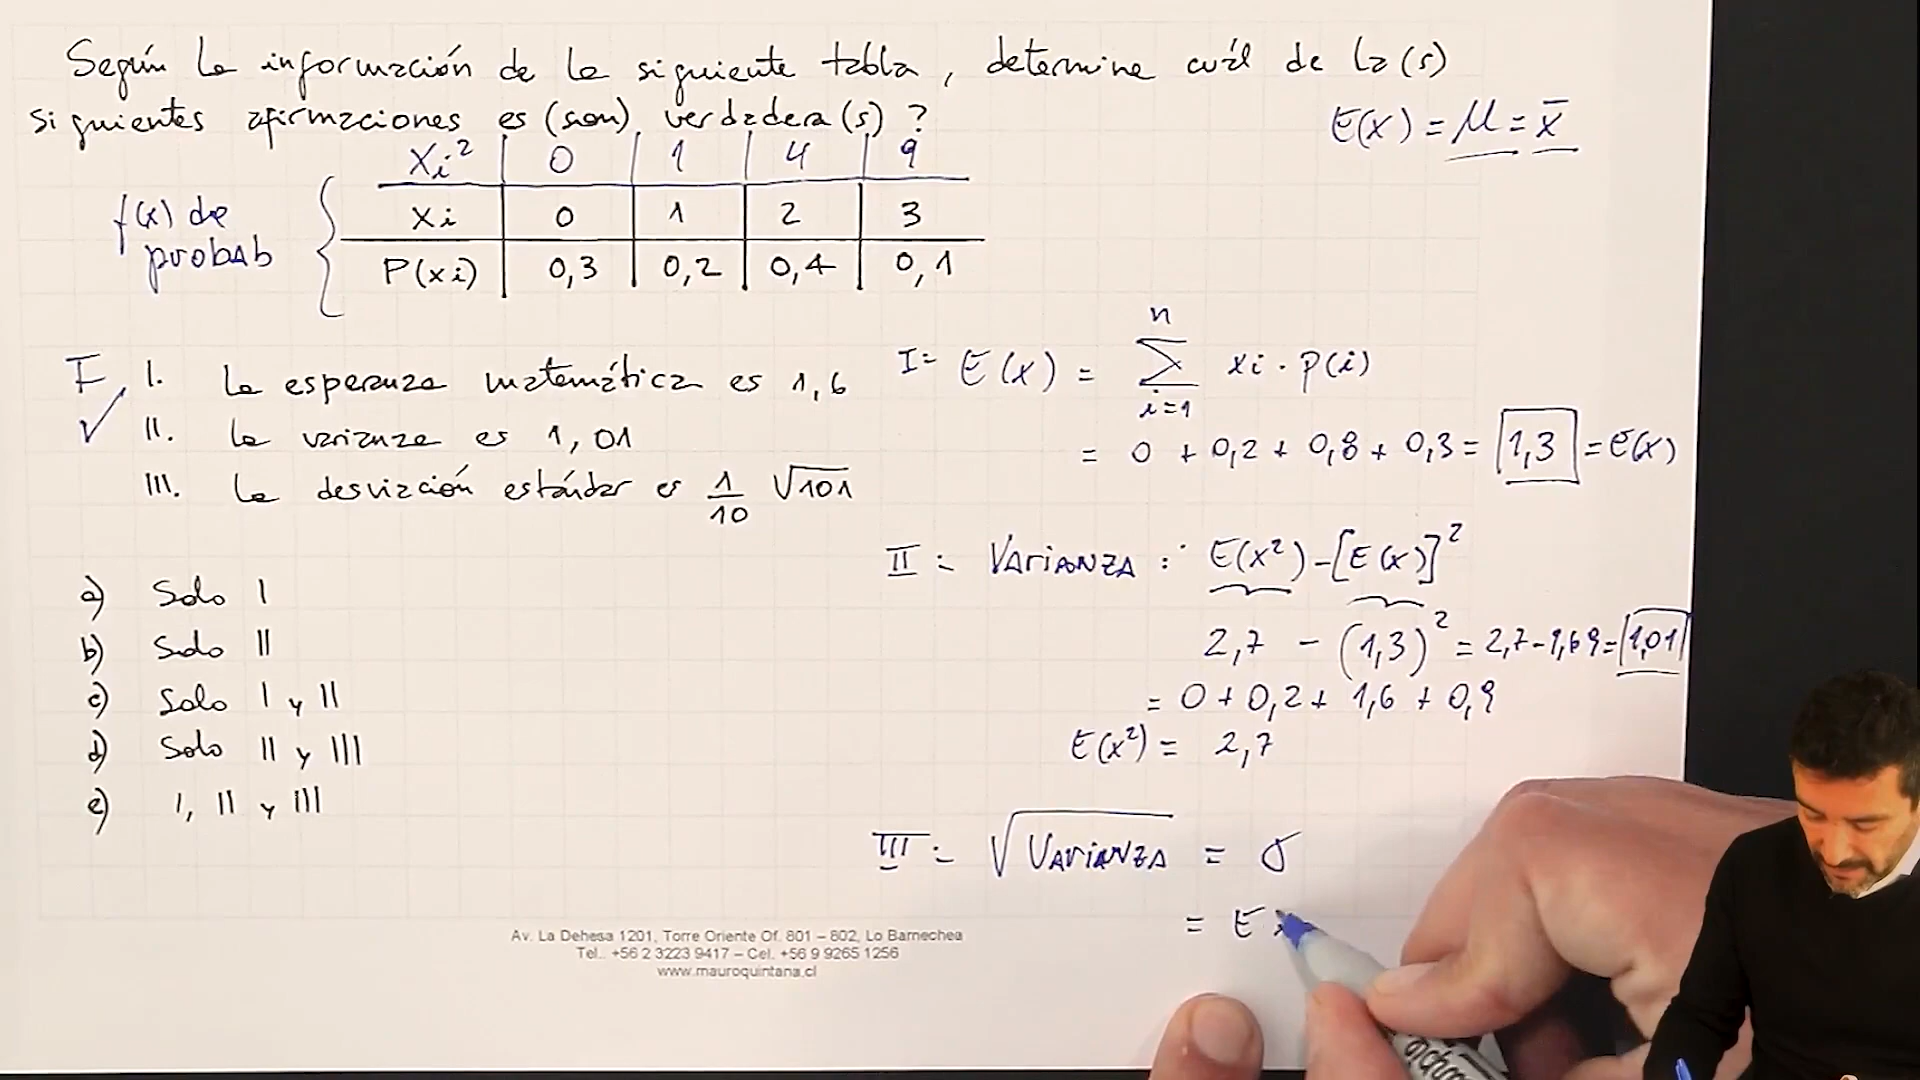 Según la información de la siguiente tabla, determine cuál de la(s)
siguientes afirmaciones es (son) verdadera(s)?
E(x) = μ = x̄
f(x) de probab
Xi² | 0 | 1 | 4 | 9
Xi | 0 | 1 | 2 | 3
P(xi) | 0,3 | 0,2 | 0,4 | 0,1
F I. La esperanza matemática es 1,6
✓ II. La varianza es 1,01
III. La desviación estándar es 1/10 √101
a) Solo I
b) Solo II
c) Solo I y II
d) Solo II y III
e) I, II y III
I = E(x) = n Σ i=1 xi · P(i)
= 0 + 0,2 + 0,8 + 0,3 = 1,3 = E(x)
II = VARIANZA : E(x²) - [E(x)]²
2,7 - (1,3)² = 2,7 - 1,69 = 1,01
= 0 + 0,2 + 1,6 + 0,9
E(x²) = 2,7
III = √VARIANZA = σ
= E
Av. La Dehesa 1201, Torre Oriente Of. 801 – 802, Lo Barnechea
Tel.: +56 2 3223 9417 – Cel. +56 9 9265 1256
www.mauroquintana.cl